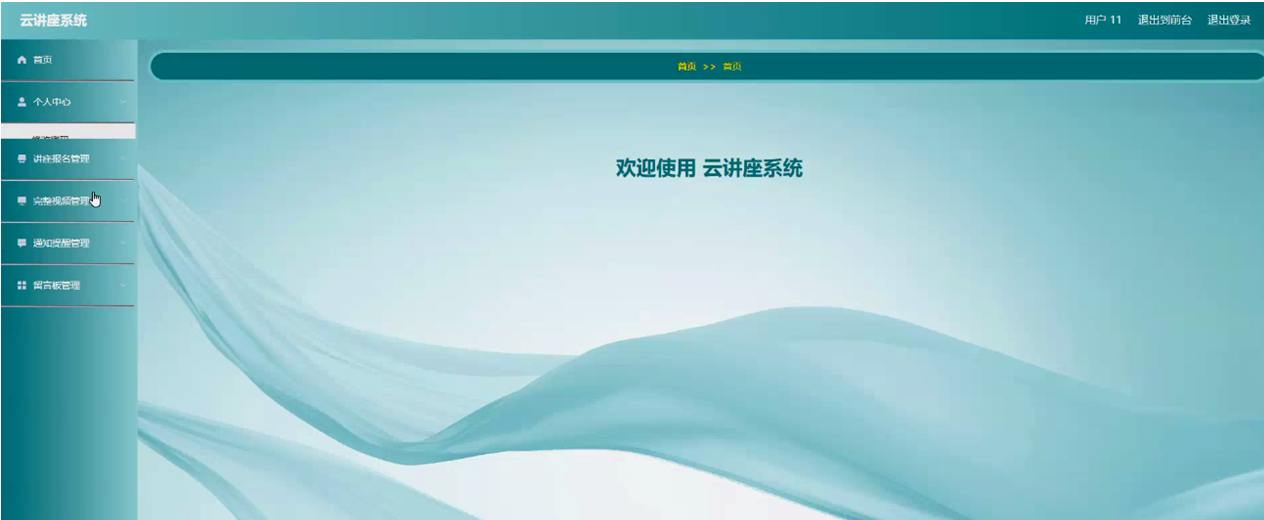 云讲座系统
用户 11 退出到前台 退出登录
首页
首页 >> 首页
个人中心
讲座报名管理
完整视频管理
通知提醒管理
留言板管理
欢迎使用 云讲座系统